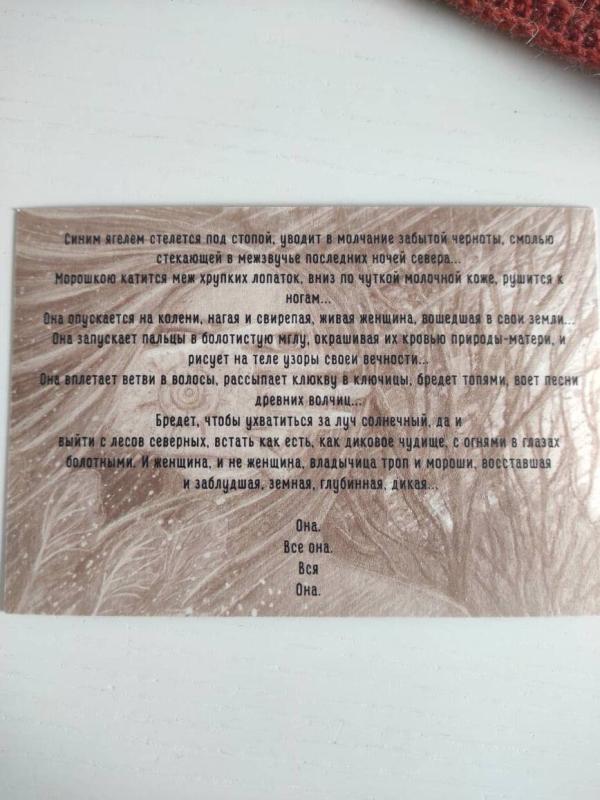 Синим ягелем стелется под стопой, уводит в молчание забытой черноты, смолью
стекающей в межзвучье последних ночей севера...
Морошкою катится меж хрупких лопаток, вниз по чуткой молочной коже, рушится к
ногам...
Она опускается на колени, нагая и свирепая, живая женщина, вошедшая в свои земли...
Она запускает пальцы в болотистую мглу, окрашивая их кровью природы-матери, и
рисует на теле узоры своей вечности...
Она вплетает ветви в волосы, рассыпает клюкву в ключицы, бредет топями, воет песни
древних волчиц...
Бредет, чтобы ухватиться за луч солнечный, да и
выйти с лесов северных, встать как есть, как диковое чудище, с огнями в глазах
болотными. И женщина, и не женщина, владычица троп и мороши, восставшая
и заблудшая, земная, глубинная, дикая...
Она.
Все она.
Вся
Она.